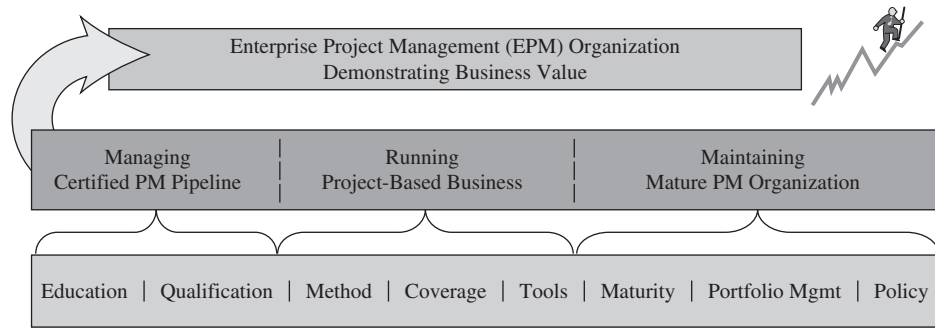 Enterprise Project Management (EPM) Organization
Demonstrating Business Value
Managing
Certified PM Pipeline
Running
Project-Based Business
Maintaining
Mature PM Organization
Education | Qualification | Method | Coverage | Tools | Maturity | Portfolio Mgmt | Policy